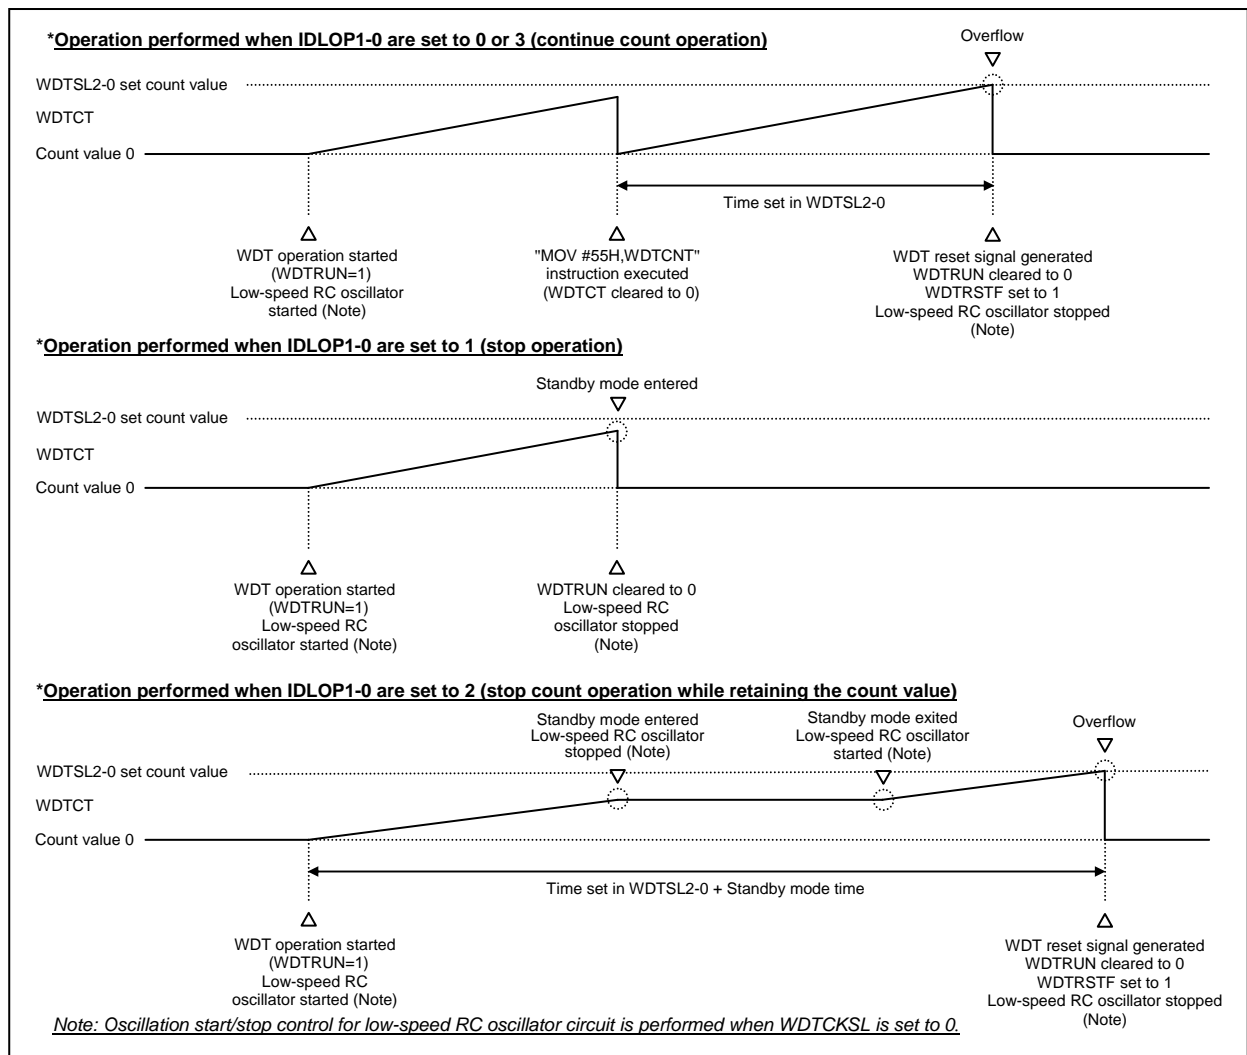 *Operation performed when IDLOP1-0 are set to 0 or 3 (continue count operation)
Overflow
WDTSL2-0 set count value
WDTCT
Count value 0
Time set in WDTSL2-0
WDT operation started
(WDTRUN=1)
Low-speed RC oscillator
started (Note)
"MOV #55H,WDTCNT"
instruction executed
(WDTCT cleared to 0)
WDT reset signal generated
WDTRUN cleared to 0
WDTRSTF set to 1
Low-speed RC oscillator stopped
(Note)
*Operation performed when IDLOP1-0 are set to 1 (stop operation)
Standby mode entered
WDTSL2-0 set count value
WDTCT
Count value 0
WDT operation started
(WDTRUN=1)
Low-speed RC
oscillator started (Note)
WDTRUN cleared to 0
Low-speed RC
oscillator stopped
(Note)
*Operation performed when IDLOP1-0 are set to 2 (stop count operation while retaining the count value)
Standby mode entered
Low-speed RC oscillator
stopped (Note)
Standby mode exited
Low-speed RC oscillator
started (Note)
Overflow
WDTSL2-0 set count value
WDTCT
Count value 0
Time set in WDTSL2-0 + Standby mode time
WDT operation started
(WDTRUN=1)
Low-speed RC
oscillator started (Note)
WDT reset signal generated
WDTRUN cleared to 0
WDTRSTF set to 1
Low-speed RC oscillator stopped
(Note)
Note: Oscillation start/stop control for low-speed RC oscillator circuit is performed when WDTCKSL is set to 0.